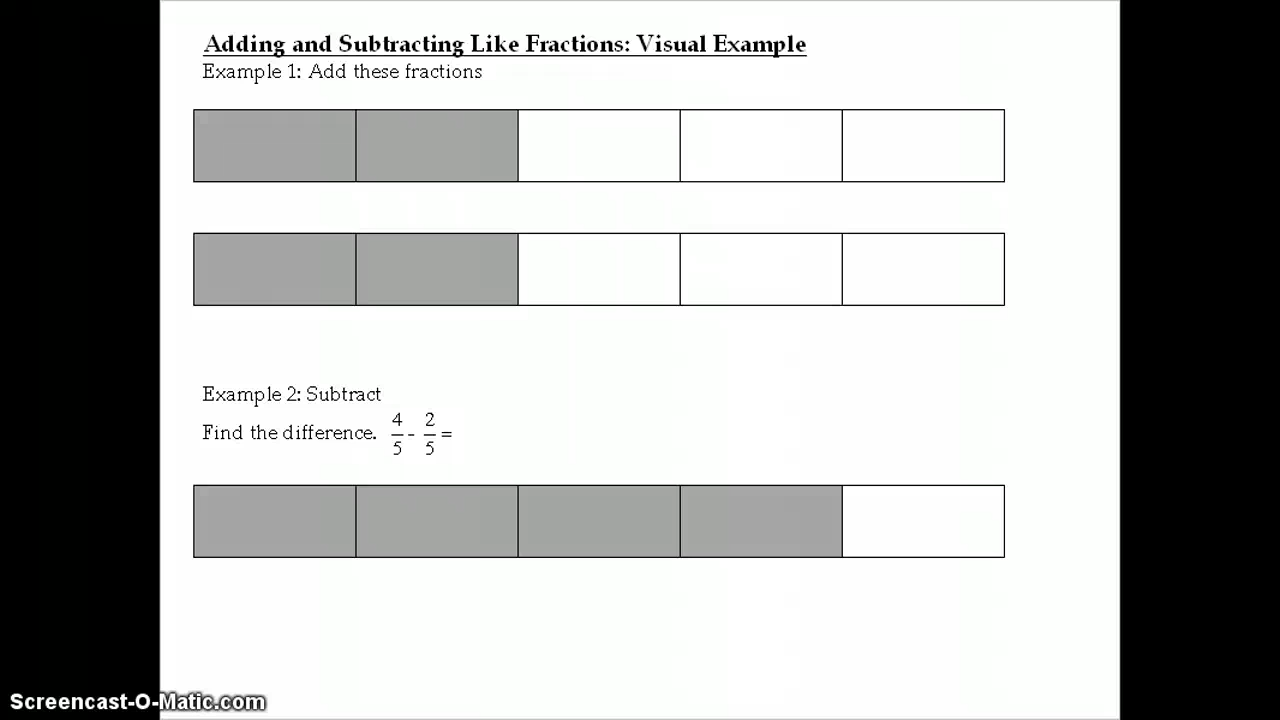 Adding and Subtracting Like Fractions: Visual Example
Example 1: Add these fractions
Example 2: Subtract
Find the difference. 4/5 - 2/5 =
Screencast-O-Matic.com